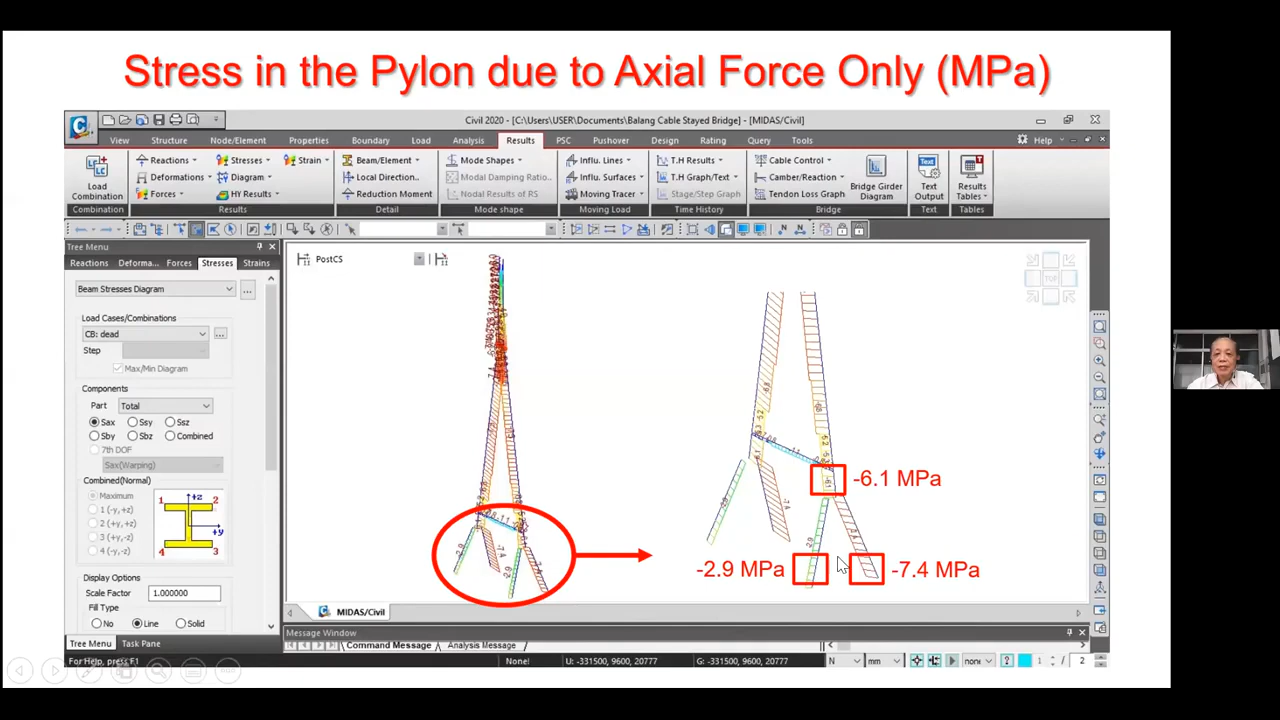 Stress in the Pylon due to Axial Force Only (MPa)
Civil 2020 - [C:\Users\USER\Documents\Balang Cable Stayed Bridge] - [MIDAS/Civil]
View Structure Node/Element Properties Boundary Load Analysis Results PSC Pushover Design Rating Query Tools Help
Load Combination
Combination
Reactions Stresses Strain
Deformations Diagram
Forces HY Results
Results
Beam/Element
Local Direction..
Reduction Moment
Detail
Mode Shapes
Modal Damping Ratio..
Nodal Results of RS
Mode shape
Influ. Lines
Influ. Surfaces
Moving Tracer
Moving Load
T.H Results
T.H Graph/Text
Stage/Step Graph
Time History
Cable Control
Camber/Reaction
Tendon Loss Graph
Bridge Girder Diagram
Bridge
Text Output
Text
Results Tables
Tables
Tree Menu
Reactions Deforma... Forces Stresses Strains
Beam Stresses Diagram
Load Cases/Combinations
CB: dead
Step
Max/Min Diagram
Components
Part Total
Sax Ssy Ssz
Sby Sbz Combined
7th DOF
Sax(Warping)
Combined(Normal)
Maximum
1 (-y, +z)
2 (+y, +z)
3 (+y, -z)
4 (-y, -z)
1 +z 2
+y
4 3
Display Options
Scale Factor 1.000000
Fill Type
No Line Solid
Tree Menu Task Pane
PostCS
TOP
-6.1 MPa
-2.9 MPa
-7.4 MPa
MIDAS/Civil
Message Window
Command Message Analysis Message
For Help, press F1
None! U: -331500, 9600, 20777 G: -331500, 9600, 20777 N mm none 1 / 2